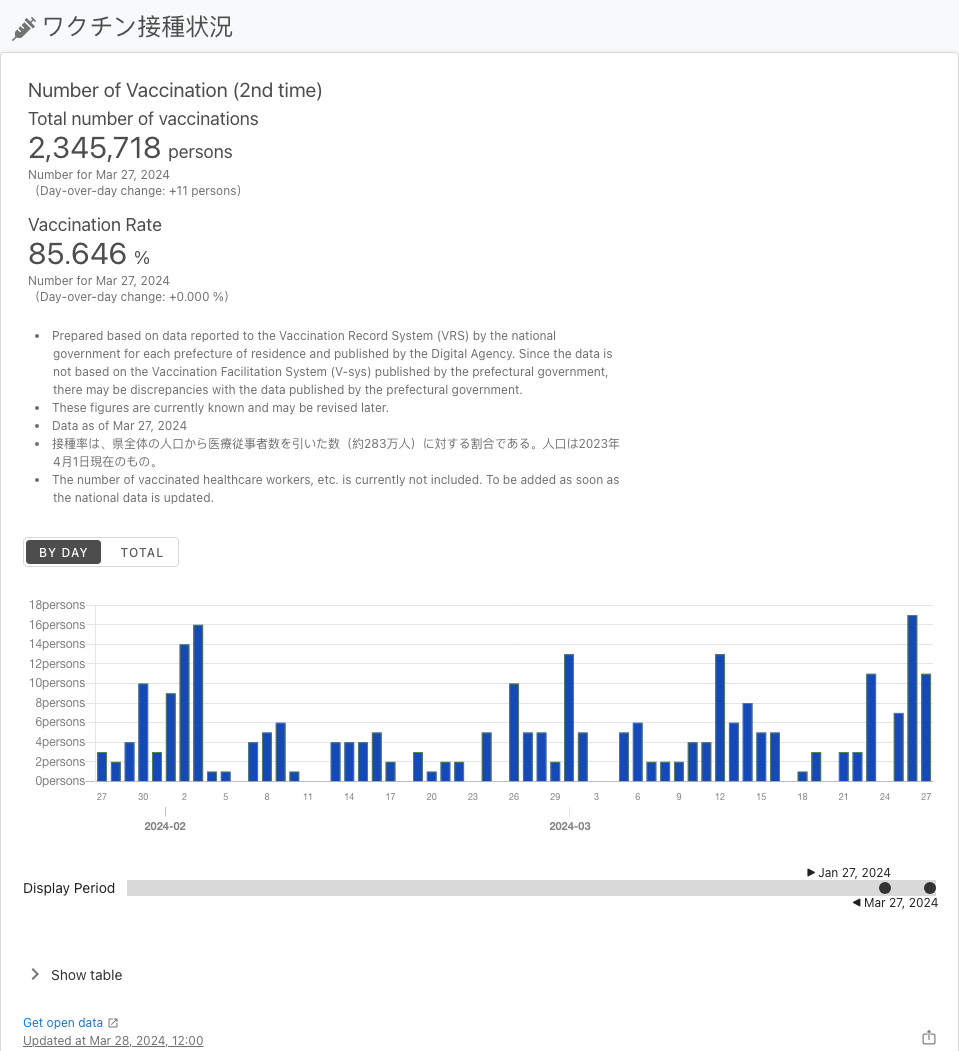 ワクチン接種状況
Number of Vaccination (2nd time)
Total number of vaccinations
2,345,718 persons
Number for Mar 27, 2024
(Day-over-day change: +11 persons)
Vaccination Rate
85.646 %
Number for Mar 27, 2024
(Day-over-day change: +0.000 %)
• Prepared based on data reported to the Vaccination Record System (VRS) by the national
government for each prefecture of residence and published by the Digital Agency. Since the data is
not based on the Vaccination Facilitation System (V-sys) published by the prefectural government,
there may be discrepancies with the data published by the prefectural government.
• These figures are currently known and may be revised later.
• Data as of Mar 27, 2024
• 接種率は、県全体の人口から医療従事者数を引いた数（約283万人）に対する割合である。人口は2023年
4月1日現在のもの。
• The number of vaccinated healthcare workers, etc. is currently not included. To be added as soon as
the national data is updated.
BY DAY TOTAL
18persons
16persons
14persons
12persons
10persons
8persons
6persons
4persons
2persons
0persons
27 30 2 5 8 11 14 17 20 23 26 29 3 6 9 12 15 18 21 24 27
2024-02 2024-03
Jan 27, 2024
Display Period
Mar 27, 2024
Show table
Get open data
Updated at Mar 28, 2024, 12:00